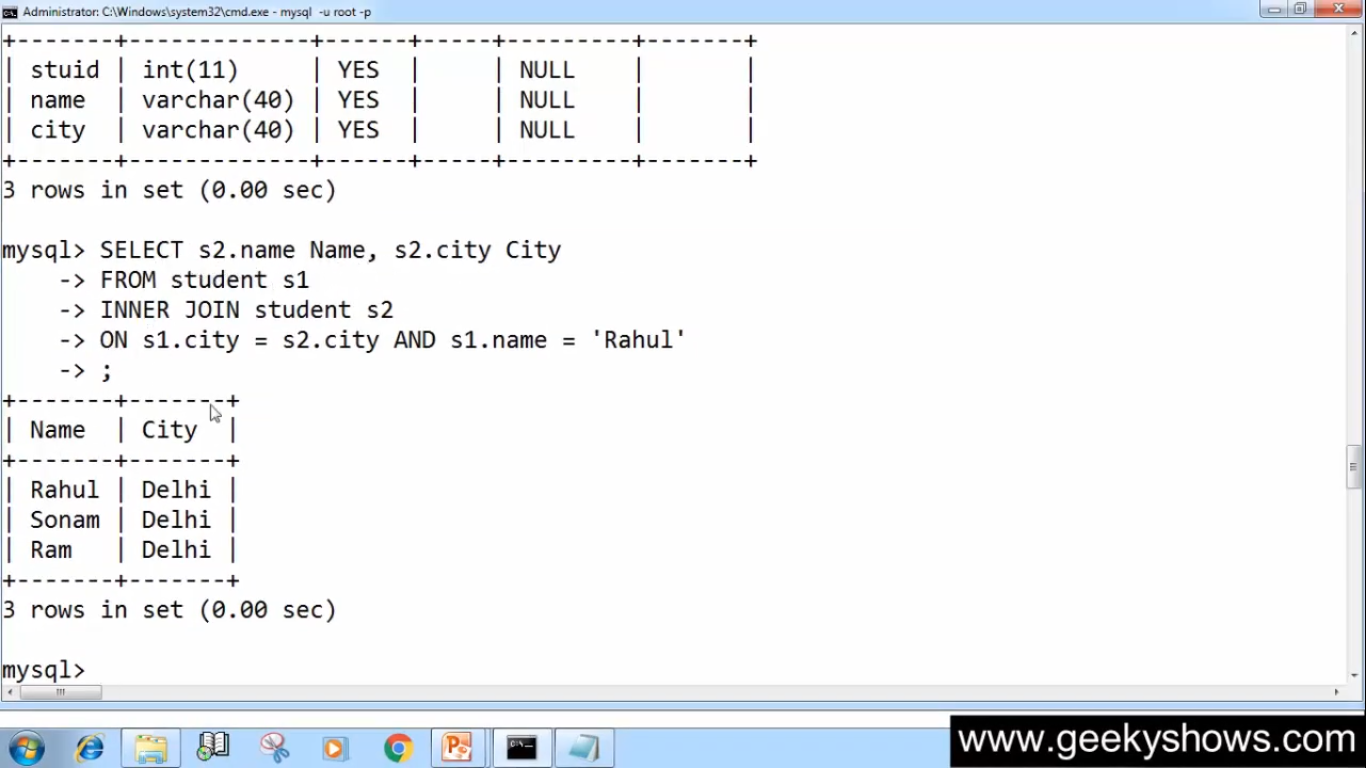 Administrator: C:\Windows\system32\cmd.exe - mysql -u root -p
+-------+-------------+------+-----+---------+-------+
| stuid | int(11)     | YES  |     | NULL    |       |
| name  | varchar(40) | YES  |     | NULL    |       |
| city  | varchar(40) | YES  |     | NULL    |       |
+-------+-------------+------+-----+---------+-------+
3 rows in set (0.00 sec)
mysql> SELECT s2.name Name, s2.city City
    -> FROM student s1
    -> INNER JOIN student s2
    -> ON s1.city = s2.city AND s1.name = 'Rahul'
    -> ;
+-------+-------+
| Name  | City  |
+-------+-------+
| Rahul | Delhi |
| Sonam | Delhi |
| Ram   | Delhi |
+-------+-------+
3 rows in set (0.00 sec)
mysql>
www.geekyshows.com